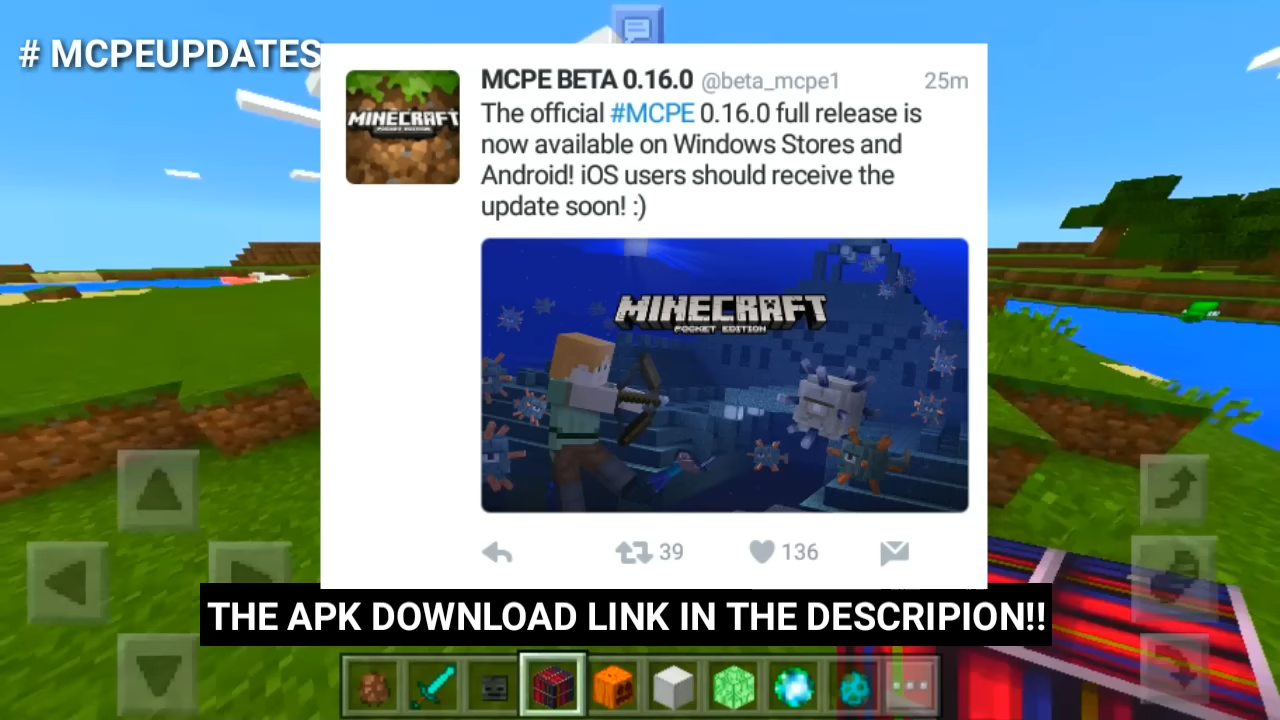 # MCPEUPDATES
MINECRAFT
POCKET EDITION
MCPE BETA 0.16.0 @beta_mcpe1 25m
The official #MCPE 0.16.0 full release is
now available on Windows Stores and
Android! iOS users should receive the
update soon! :)
MINECRAFT
POCKET EDITION
39 136
THE APK DOWNLOAD LINK IN THE DESCRIPION!!